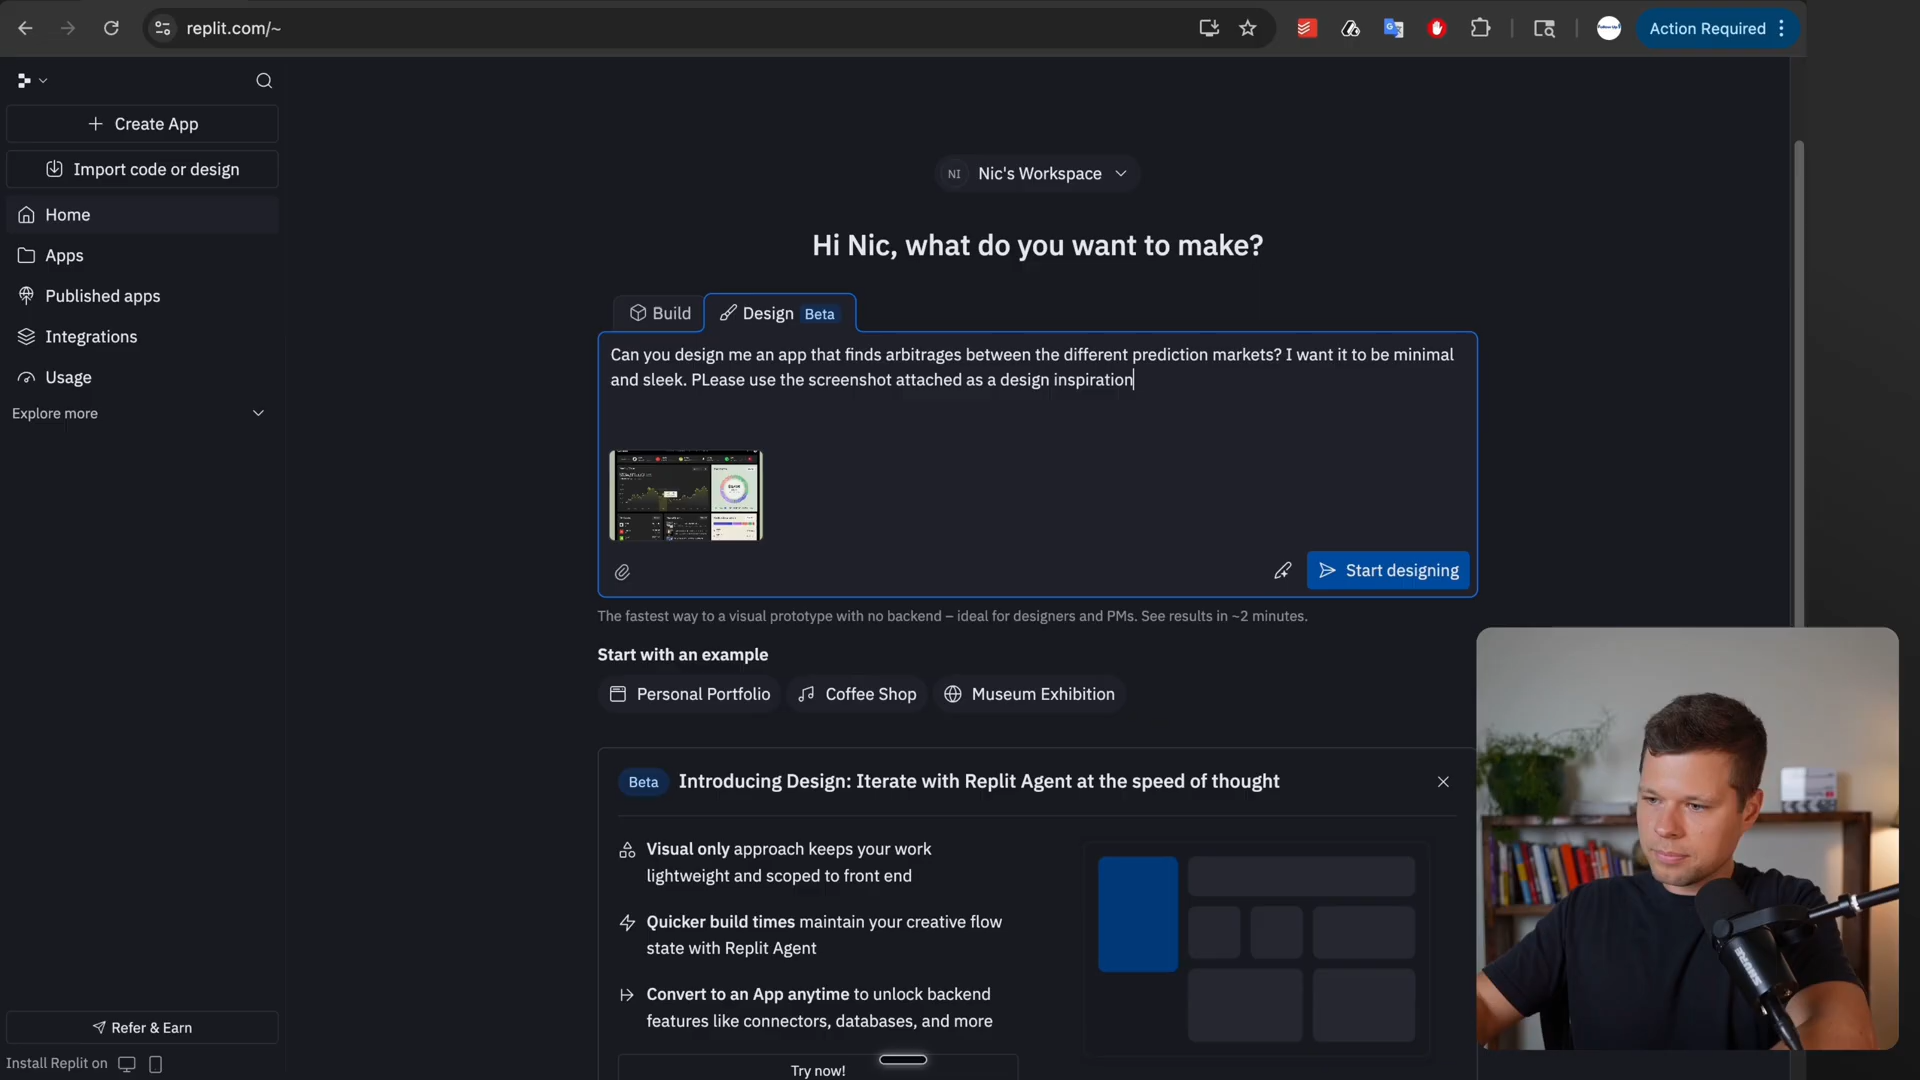 replit.com/~
Action Required
Create App
Import code or design
Home
Apps
Published apps
Integrations
Usage
Explore more
Refer & Earn
Install Replit on
NI Nic's Workspace
Hi Nic, what do you want to make?
Build
Design Beta
Can you design me an app that finds arbitrages between the different prediction markets? I want it to be minimal
and sleek. PLease use the screenshot attached as a design inspiration
Start designing
The fastest way to a visual prototype with no backend – ideal for designers and PMs. See results in ~2 minutes.
Start with an example
Personal Portfolio
Coffee Shop
Museum Exhibition
Beta Introducing Design: Iterate with Replit Agent at the speed of thought
Visual only approach keeps your work
lightweight and scoped to front end
Quicker build times maintain your creative flow
state with Replit Agent
Convert to an App anytime to unlock backend
features like connectors, databases, and more
Try now!
SHURE